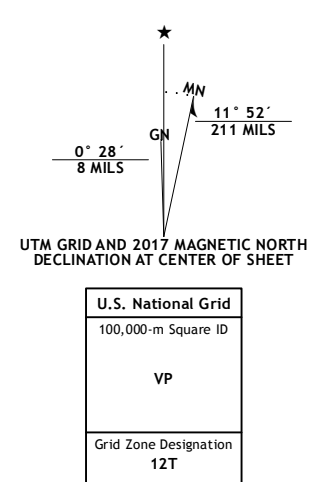 ★
MN
GN
11° 52´
211 MILS
0° 28´
8 MILS
UTM GRID AND 2017 MAGNETIC NORTH
DECLINATION AT CENTER OF SHEET
U.S. National Grid
100,000-m Square ID
VP
Grid Zone Designation
12T